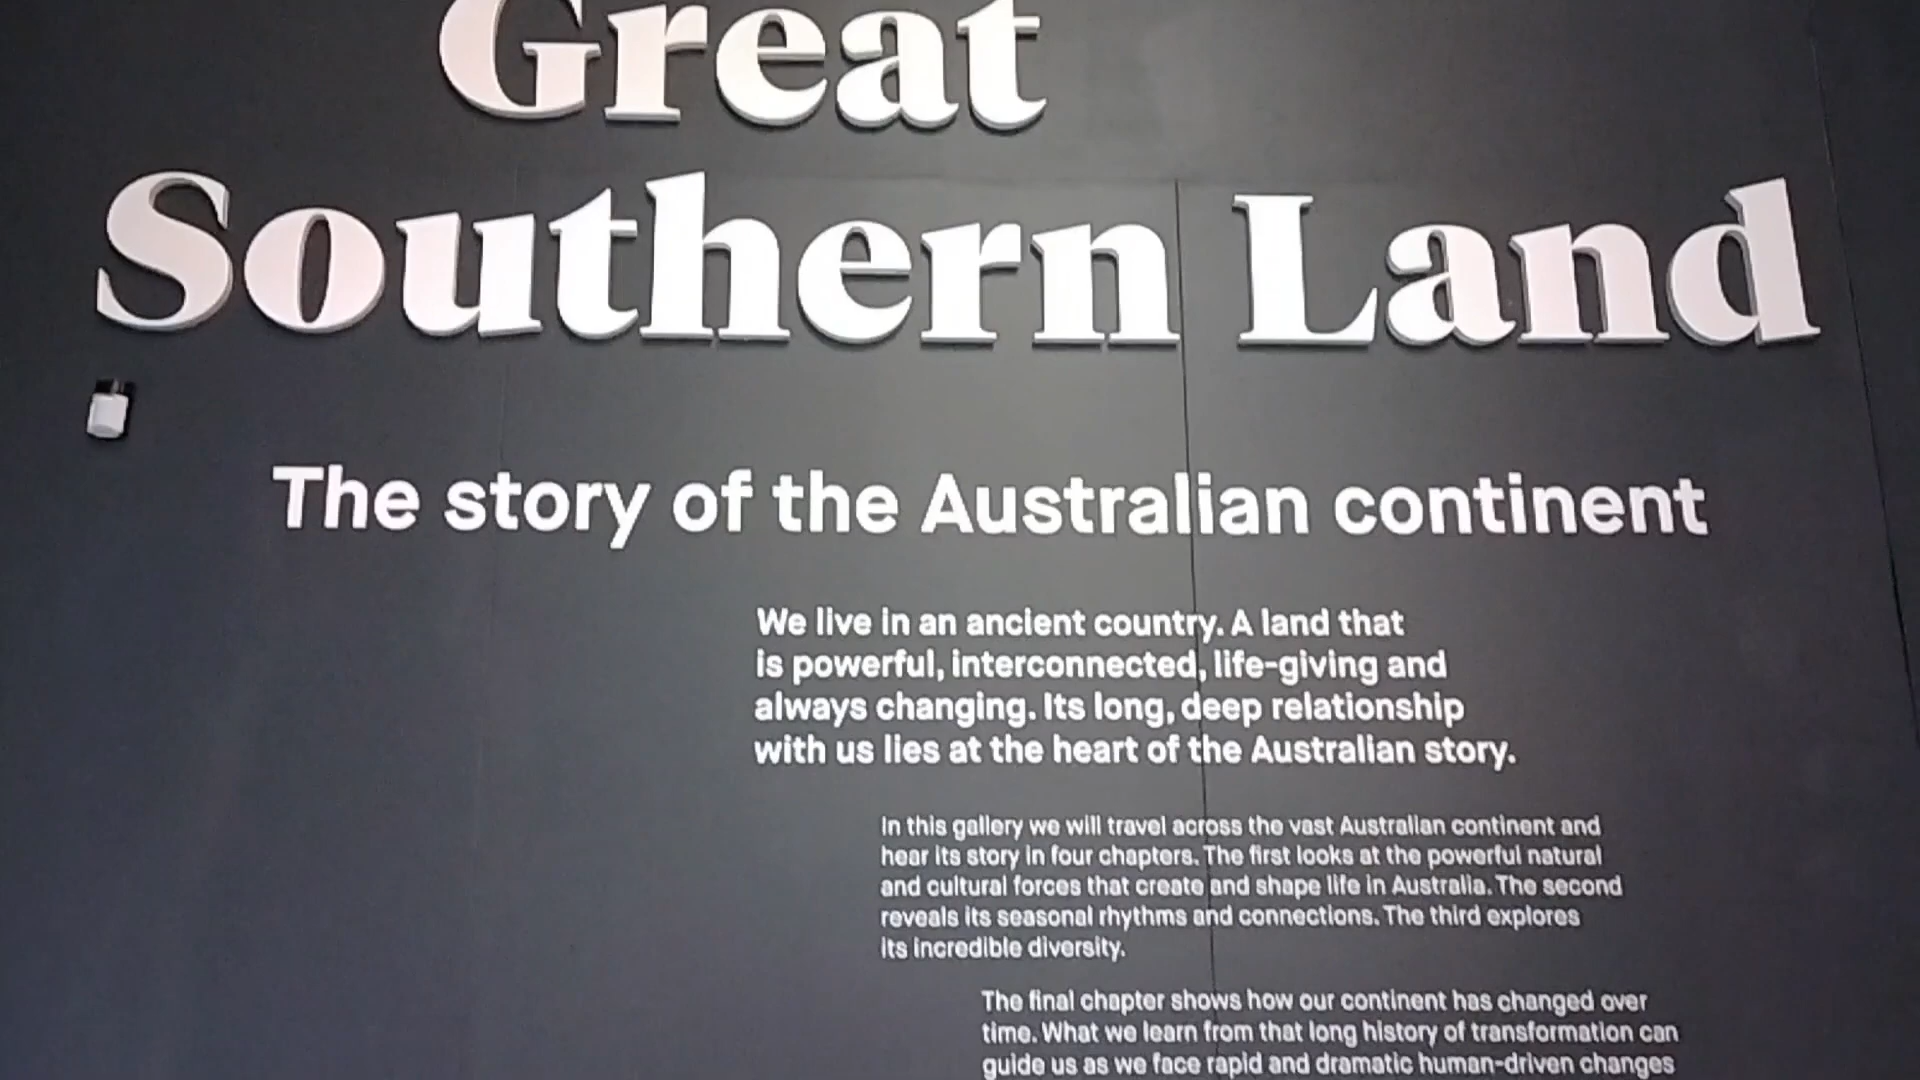 Great
Southern Land
The story of the Australian continent
We live in an ancient country. A land that
is powerful, interconnected, life-giving and
always changing. Its long, deep relationship
with us lies at the heart of the Australian story.
In this gallery we will travel across the vast Australian continent and
hear its story in four chapters. The first looks at the powerful natural
and cultural forces that create and shape life in Australia. The second
reveals its seasonal rhythms and connections. The third explores
its incredible diversity.
The final chapter shows how our continent has changed over
time. What we learn from that long history of transformation can
guide us as we face rapid and dramatic human-driven changes